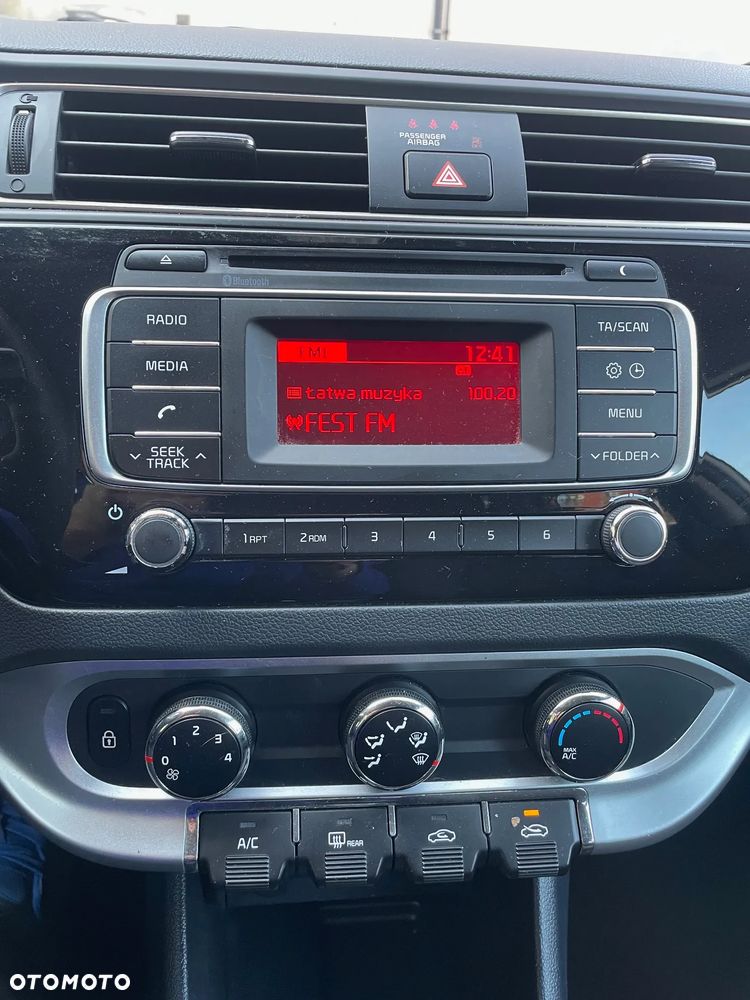 PASSENGER
AIRBAG
Bluetooth
RADIO
MEDIA
SEEK
TRACK
FM1
12:41
Łatwa muzyka 100.20
FEST FM
TA/SCAN
MENU
FOLDER
1 RPT
2 RDM
3
4
5
6
0
1
2
3
4
MAX
A/C
A/C
REAR
OTOMOTO